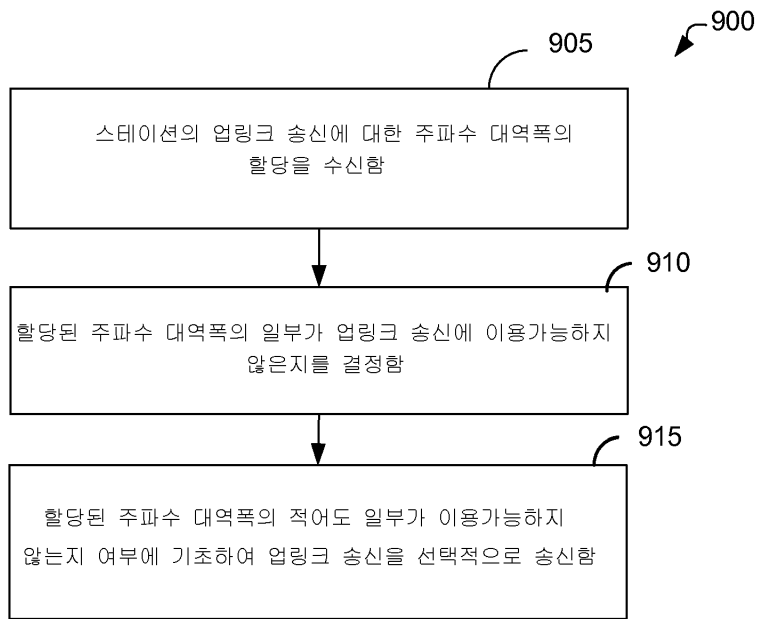 900
905
스테이션의 업링크 송신에 대한 주파수 대역폭의
할당을 수신함
910
할당된 주파수 대역폭의 일부가 업링크 송신에 이용가능하지
않은지를 결정함
915
할당된 주파수 대역폭의 적어도 일부가 이용가능하지
않는지 여부에 기초하여 업링크 송신을 선택적으로 송신함